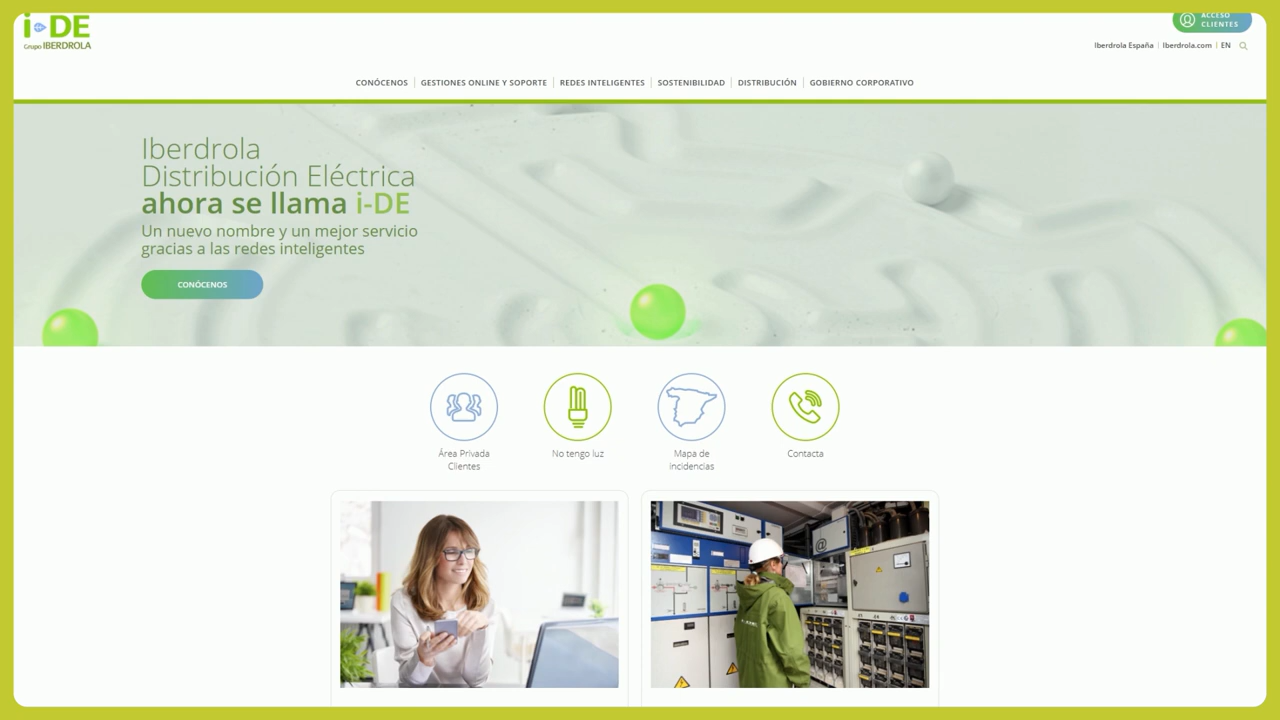 i-DE
Grupo IBERDROLA
ACCESO
CLIENTES
Iberdrola España | Iberdrola.com | EN
CONÓCENOS | GESTIONES ONLINE Y SOPORTE | REDES INTELIGENTES | SOSTENIBILIDAD | DISTRIBUCIÓN | GOBIERNO CORPORATIVO
Iberdrola
Distribución Eléctrica
ahora se llama i-DE
Un nuevo nombre y un mejor servicio
gracias a las redes inteligentes
CONÓCENOS
Área Privada
Clientes
No tengo luz
Mapa de
incidencias
Contacta